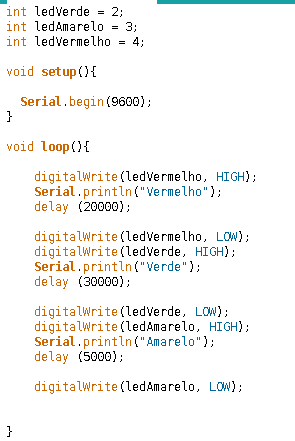 int ledVerde = 2;
int ledAmarelo = 3;
int ledVermelho = 4;
void setup(){
Serial.begin(9600);
}
void loop(){
digitalWrite(ledVermelho, HIGH);
Serial.println("Vermelho");
delay (20000);
digitalWrite(ledVermelho, LOW);
digitalWrite(ledVerde, HIGH);
Serial.println("Verde");
delay (30000);
digitalWrite(ledVerde, LOW);
digitalWrite(ledAmarelo, HIGH);
Serial.println("Amarelo");
delay (5000);
digitalWrite(ledAmarelo, LOW);
}